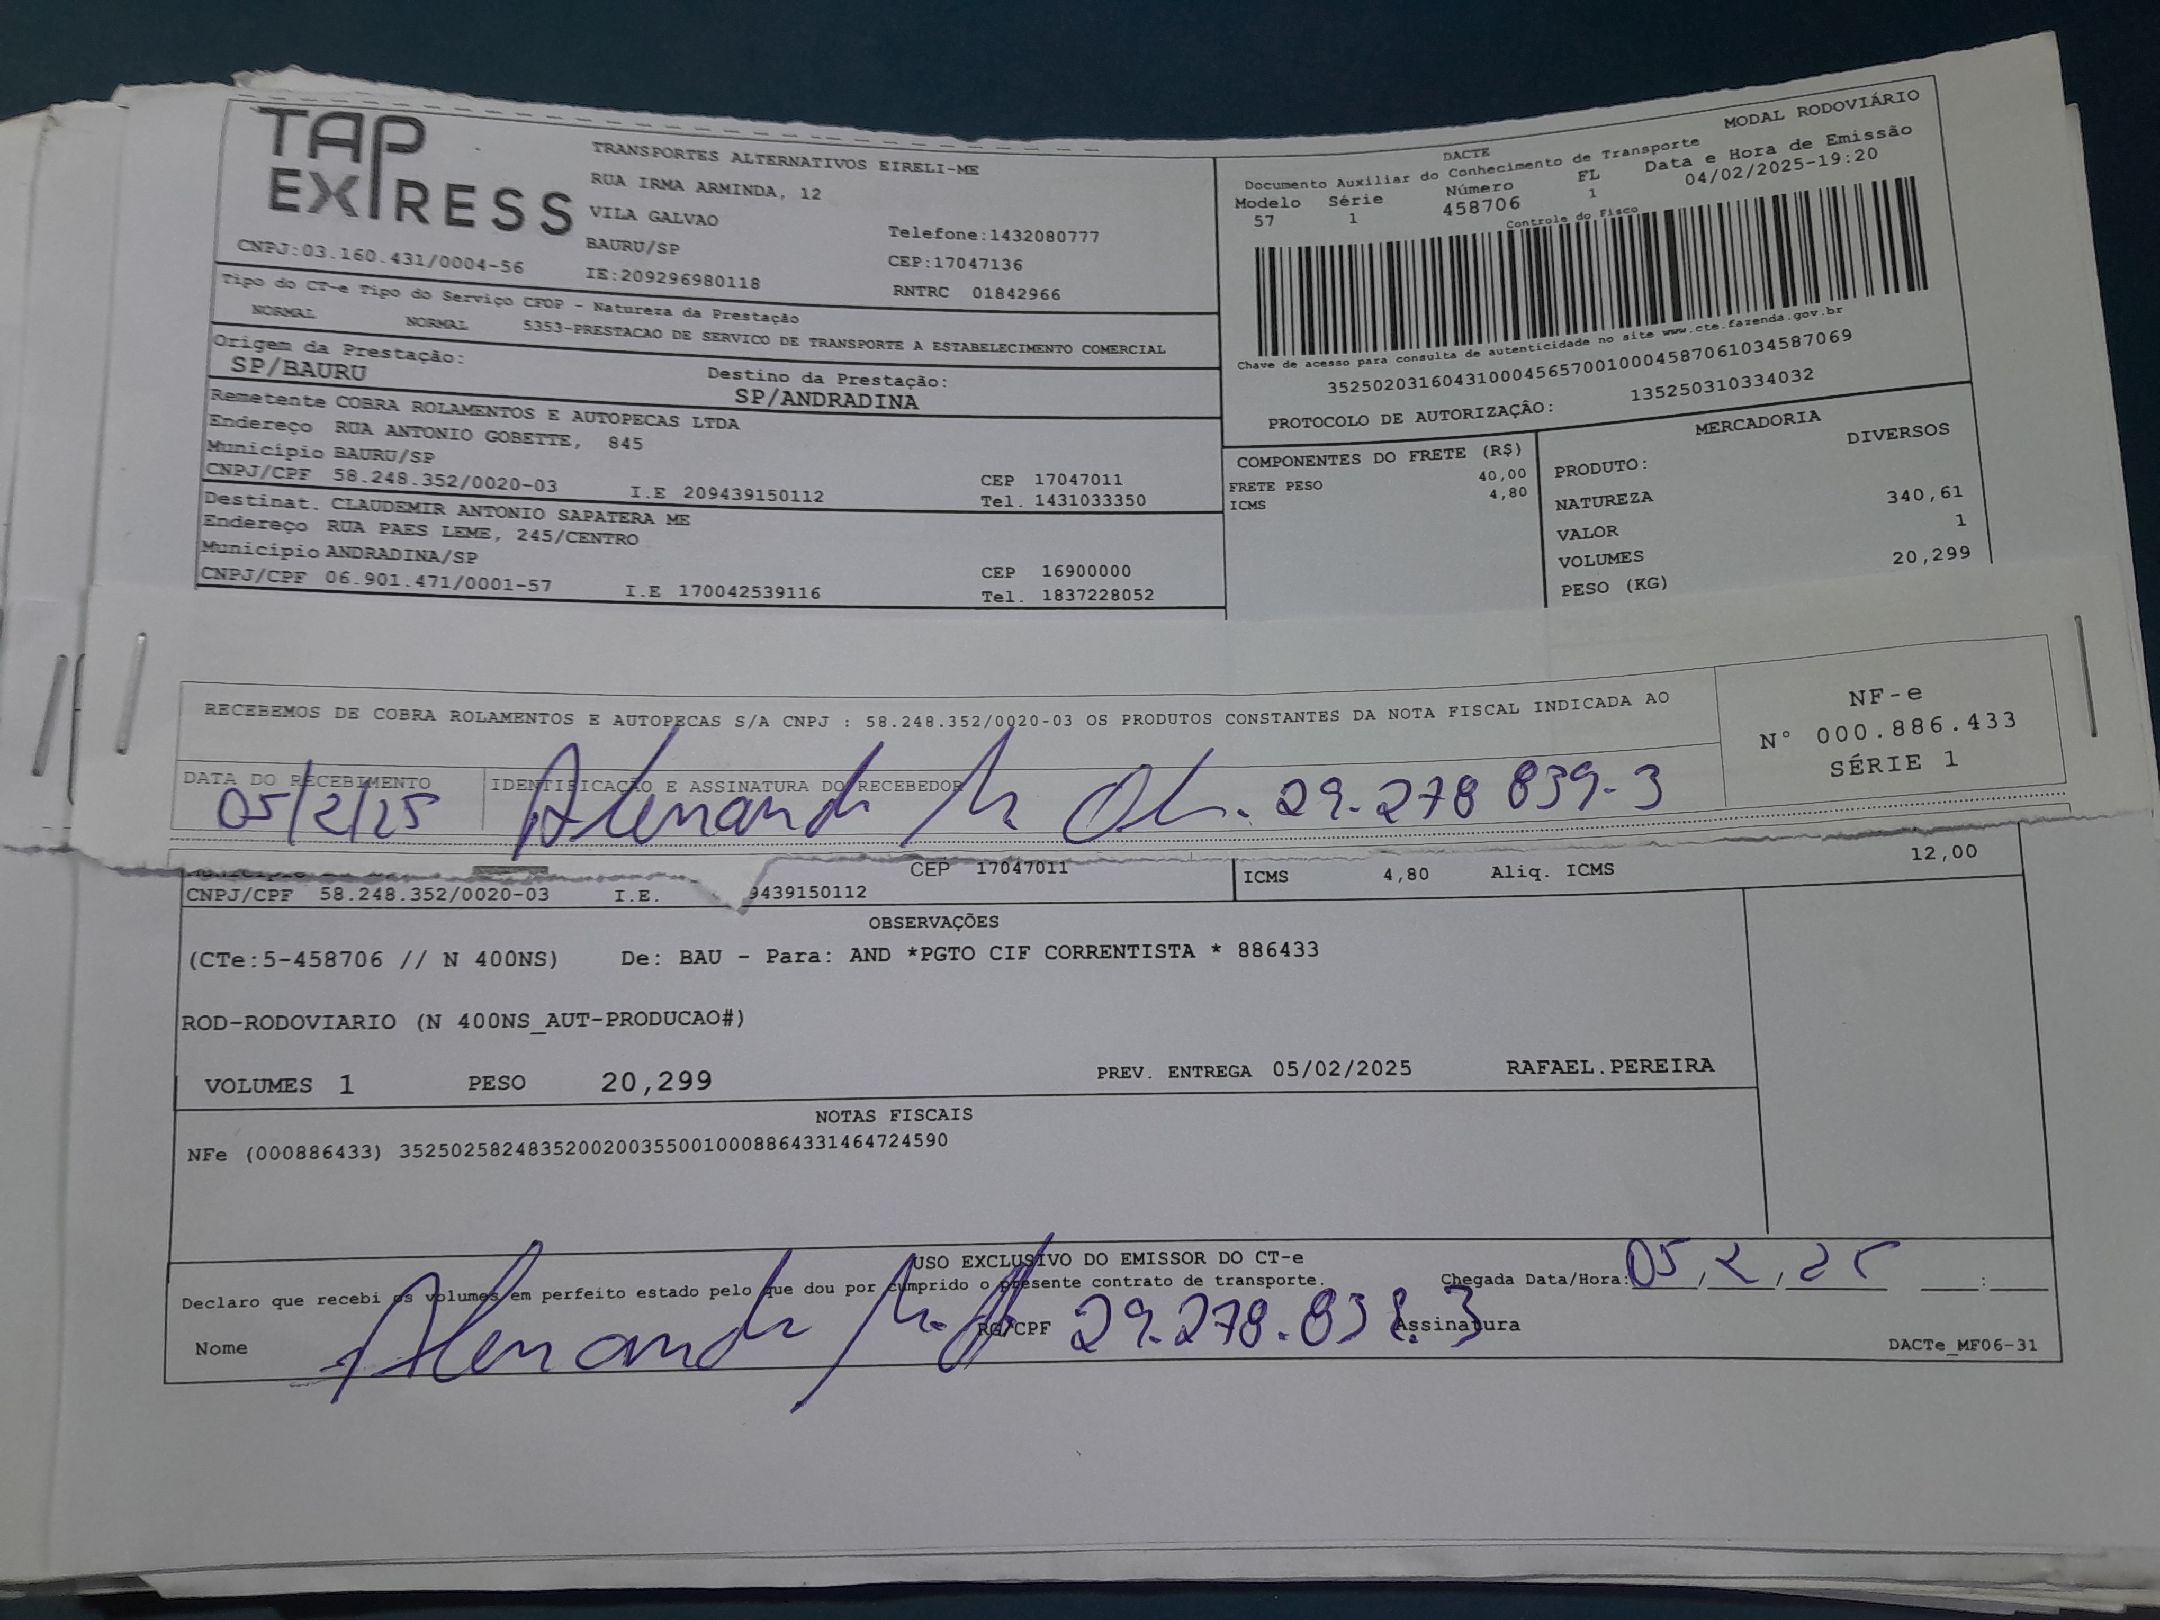 TAP EXPRESS
TRANSPORTES ALTERNATIVOS EIRELI-ME
RUA IRMA ARMINDA, 12
VILA GALVAO
BAURU/SP Telefone:1432080777
CEP:17047136
CNPJ:03.160.431/0004-56 IE:209296980118 RNTRC 01842966
Tipo do CT-e Tipo do Serviço CFOP - Natureza da Prestação
NORMAL NORMAL 5353-PRESTACAO DE SERVICO DE TRANSPORTE A ESTABELECIMENTO COMERCIAL
Origem da Prestação: Destino da Prestação:
SP/BAURU SP/ANDRADINA
Remetente COBRA ROLAMENTOS E AUTOPECAS LTDA
Endereço RUA ANTONIO GOBETTE, 845
Município BAURU/SP CEP 17047011
CNPJ/CPF 58.248.352/0020-03 I.E 209439150112 Tel. 1431033350
Destinat. CLAUDEMIR ANTONIO SAPATERA ME
Endereço RUA PAES LEME, 245/CENTRO
Município ANDRADINA/SP CEP 16900000
CNPJ/CPF 06.901.471/0001-57 I.E 170042539116 Tel. 1837228052
DACTE MODAL RODOVIÁRIO
Documento Auxiliar do Conhecimento de Transporte
Modelo Série Número FL Data e Hora de Emissão
57 1 458706 1 04/02/2025-19:20
Controle do Fisco
Chave de acesso para consulta de autenticidade no site www.cte.fazenda.gov.br
35250203160431000456570010004587061034587069
PROTOCOLO DE AUTORIZAÇÂO: 135250310334032
COMPONENTES DO FRETE (R$)
FRETE PESO 40,00
ICMS 4,80
MERCADORIA
PRODUTO: DIVERSOS
NATUREZA
VALOR 340,61
VOLUMES 1
PESO (KG) 20,299
RECEBEMOS DE COBRA ROLAMENTOS E AUTOPECAS S/A CNPJ : 58.248.352/0020-03 OS PRODUTOS CONSTANTES DA NOTA FISCAL INDICADA AO
NF-e
N° 000.886.433
SÉRIE 1
DATA DO RECEBIMENTO IDENTIFICAÇÃO E ASSINATURA DO RECEBEDOR
05/2/25 29.278 839-3
CEP 17047011 ICMS 4,80 Aliq. ICMS 12,00
CNPJ/CPF 58.248.352/0020-03 I.E. 9439150112
OBSERVAÇÕES
(CTe:5-458706 // N 400NS) De: BAU - Para: AND *PGTO CIF CORRENTISTA * 886433
ROD-RODOVIARIO (N 400NS_AUT-PRODUCAO#)
VOLUMES 1 PESO 20,299 PREV. ENTREGA 05/02/2025 RAFAEL.PEREIRA
NOTAS FISCAIS
NFe (000886433) 35250258248352002003550010008864331464724590
USO EXCLUSIVO DO EMISSOR DO CT-e
Declaro que recebi os volumes em perfeito estado pelo que dou por cumprido o presente contrato de transporte. Chegada Data/Hora: 05/2/25 :
Nome RG/CPF Assinatura
DACTe_MF06-31